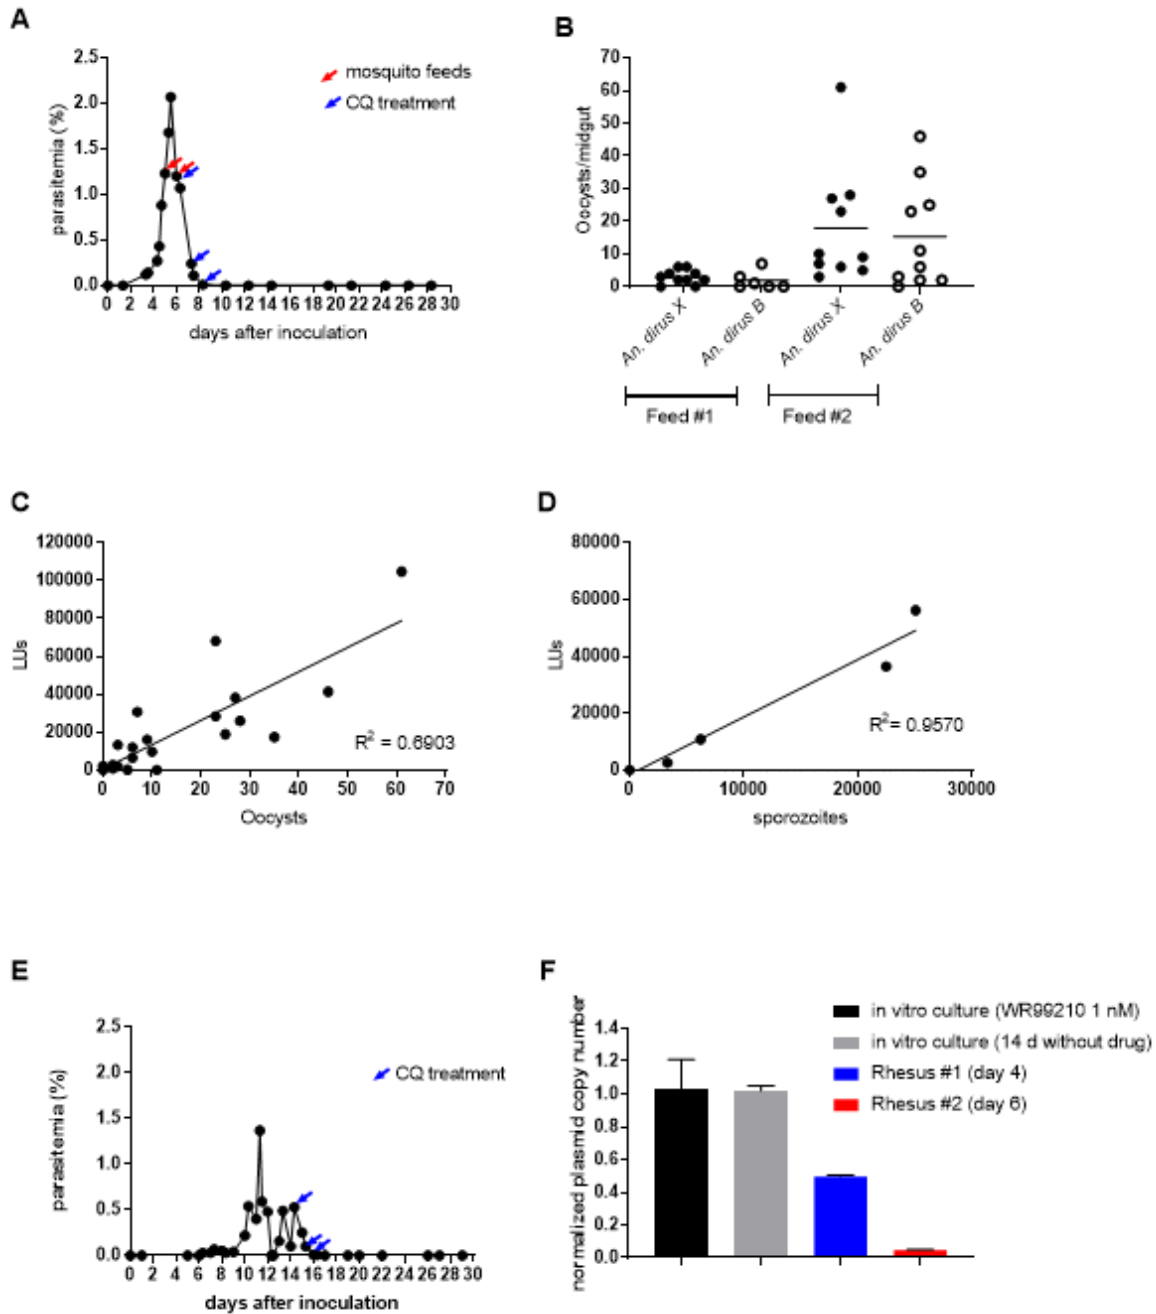 A
2.5
2.0
1.5
1.0
0.5
0.0
parasitemia (%)
mosquito feeds
CQ treatment
0 2 4 6 8 10 12 14 16 18 20 22 24 26 28 30
days after inoculation
B
70
60
50
40
30
20
10
0
Oocysts/midgut
An. dirus X
An. dirus B
An. dirus X
An. dirus B
Feed #1
Feed #2
C
120000
100000
80000
60000
40000
20000
0
LUs
R² = 0.6903
0 10 20 30 40 50 60 70
Oocysts
D
80000
60000
40000
20000
0
LUs
R² = 0.9570
0 10000 20000 30000
sporozoites
E
2.5
2.0
1.5
1.0
0.5
0.0
parasitemia (%)
CQ treatment
0 2 4 6 8 10 12 14 16 18 20 22 24 26 28 30
days after inoculation
F
normalized plasmid copy number
1.4
1.2
1.0
0.8
0.6
0.4
0.2
0.0
in vitro culture (WR99210 1 nM)
in vitro culture (14 d without drug)
Rhesus #1 (day 4)
Rhesus #2 (day 6)